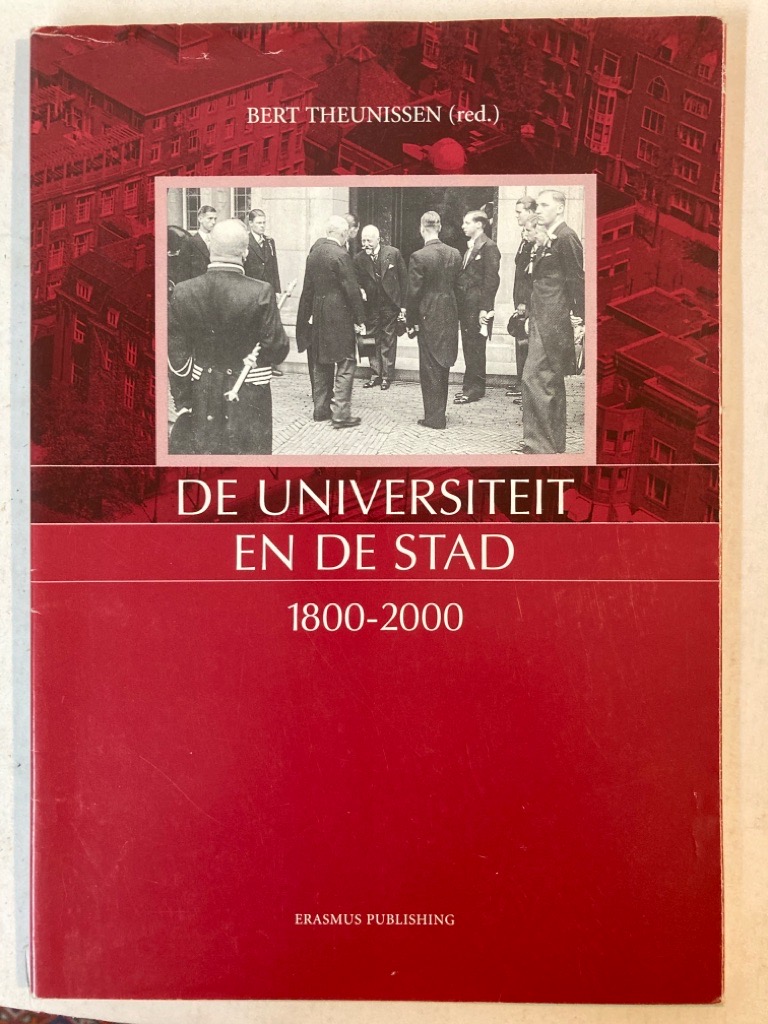 BERT THEUNISSEN (red.)
DE UNIVERSITEIT
EN DE STAD
1800-2000
ERASMUS PUBLISHING